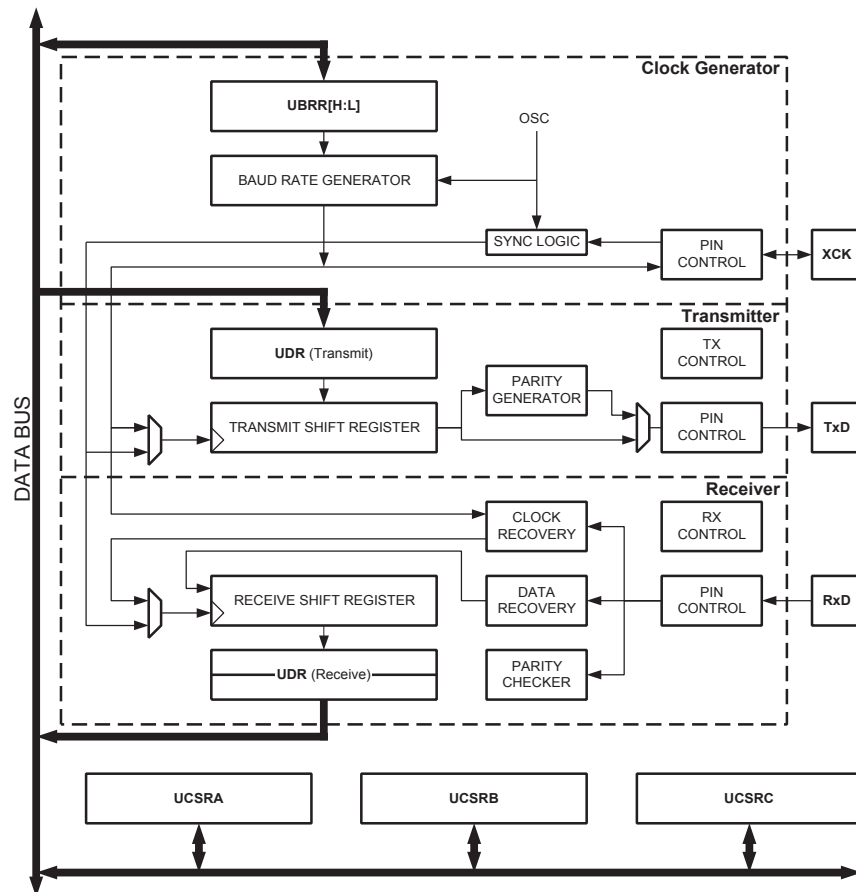 Clock Generator
UBRR[H:L]
OSC
BAUD RATE GENERATOR
SYNC LOGIC
PIN
CONTROL
XCK
Transmitter
UDR (Transmit)
TX
CONTROL
PARITY
GENERATOR
TRANSMIT SHIFT REGISTER
PIN
CONTROL
TxD
DATA BUS
Receiver
CLOCK
RECOVERY
RX
CONTROL
RECEIVE SHIFT REGISTER
DATA
RECOVERY
PIN
CONTROL
RxD
UDR (Receive)
PARITY
CHECKER
UCSRA
UCSRB
UCSRC